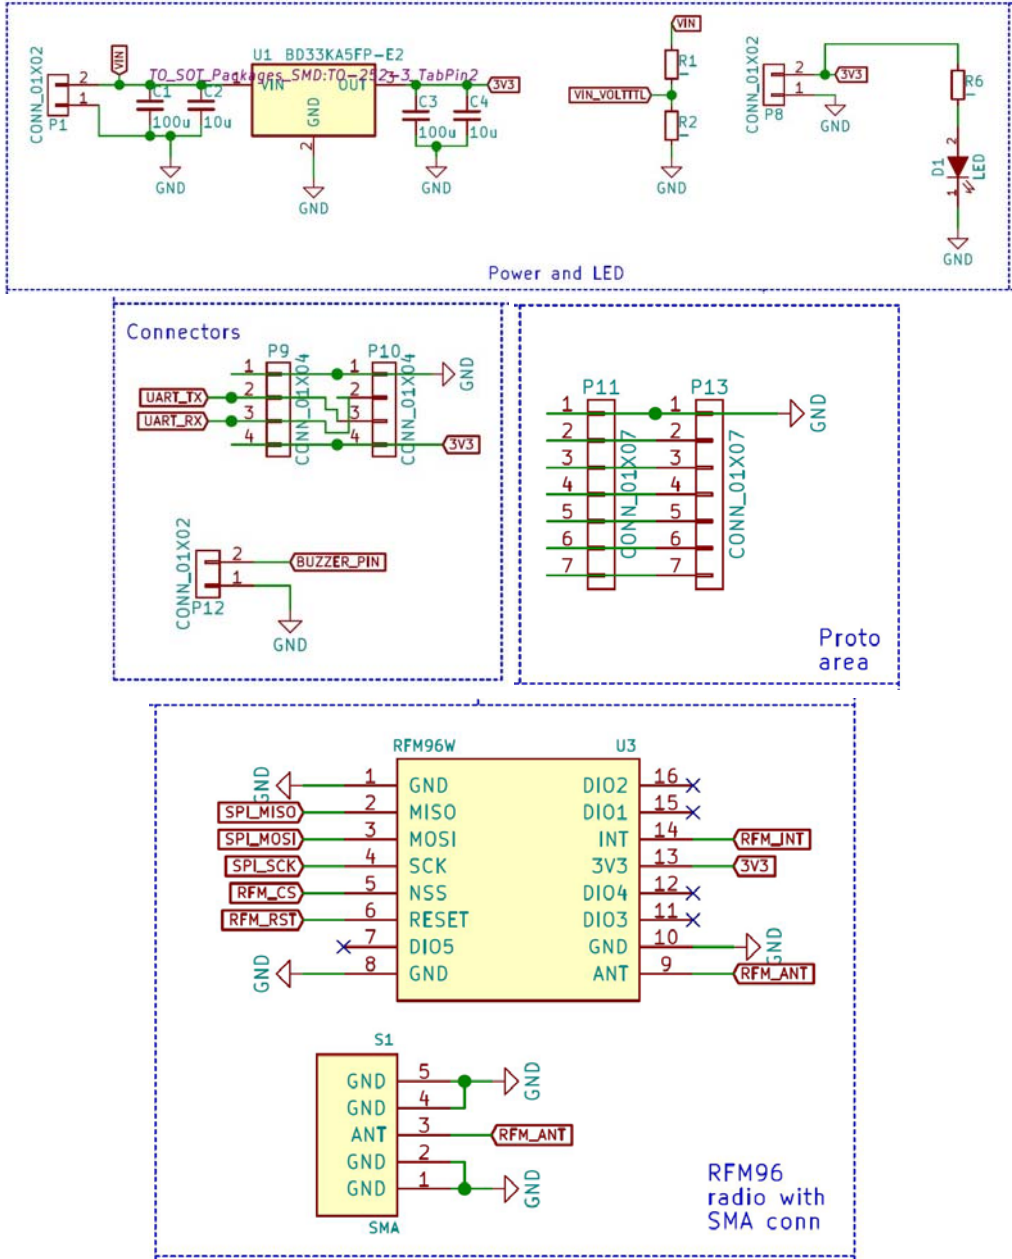 CONN_01X02
P1
2
1
VIN
U1 BD33KA5FP-E2
TO_SOT_Packages_SMD:TO-252-3_TabPin2
1
VIN
OUT
3
GND
2
C1
100u
C2
10u
GND
GND
C3
100u
C4
10u
3V3
GND
VIN
R1
VIN_VOLTTTL
R2
GND
CONN_01X02
P8
2
1
3V3
GND
R6
2
D1
LED
1
GND
Power and LED
Connectors
P9
P10
1
1
GND
UART_TX
2
2
UART_RX
3
3
4
4
3V3
CONN_01X04
CONN_01X04
CONN_01X02
P12
2
BUZZER_PIN
1
GND
P11
P13
1
1
GND
2
2
3
3
4
4
5
5
6
6
7
7
CONN_01X07
CONN_01X07
Proto
area
RFM96W
U3
GND
1
GND
DIO2
16
SPI_MISO
2
MISO
DIO1
15
SPI_MOSI
3
MOSI
INT
14
RFM_INT
SPI_SCK
4
SCK
3V3
13
3V3
RFM_CS
5
NSS
DIO4
12
RFM_RST
6
RESET
DIO3
11
7
DIO5
GND
10
GND
GND
8
GND
ANT
9
RFM_ANT
S1
GND
5
GND
GND
4
ANT
3
RFM_ANT
GND
2
GND
1
GND
SMA
RFM96
radio with
SMA conn